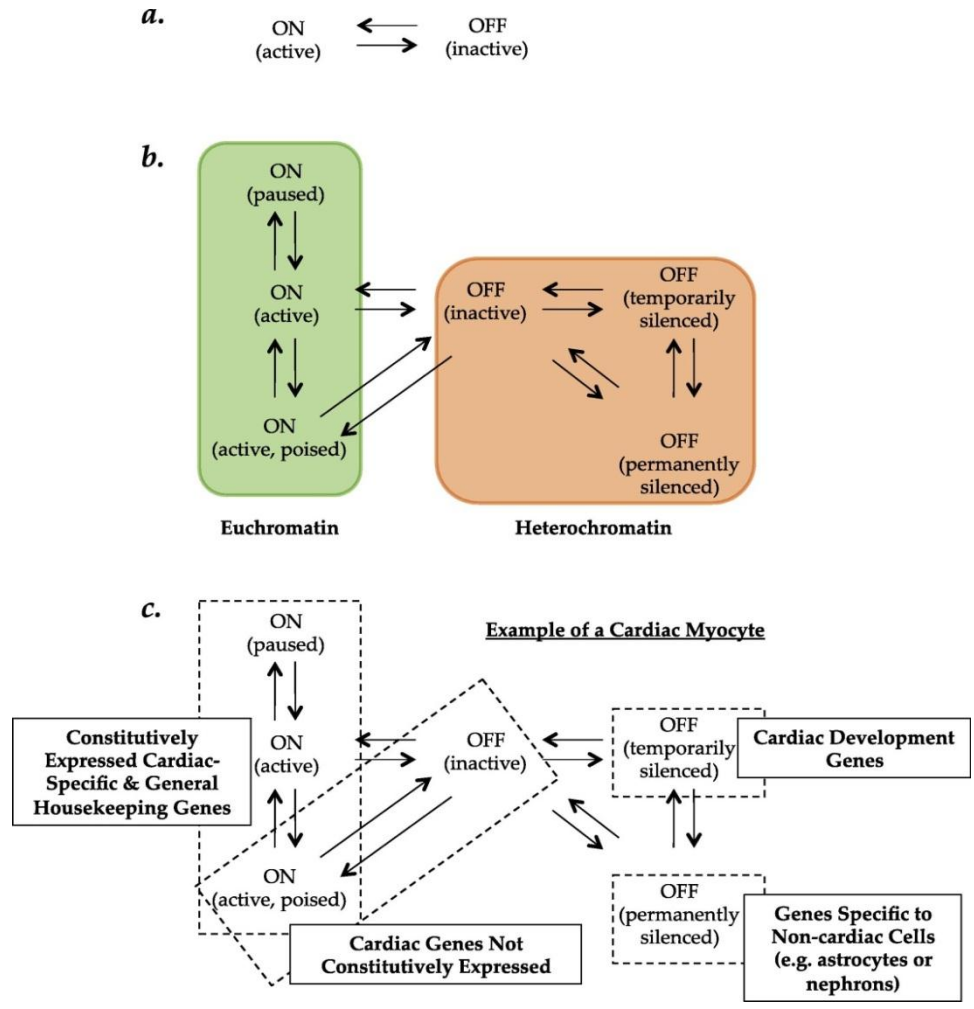 a.
ON
(active)
OFF
(inactive)
b.
ON
(paused)
ON
(active)
ON
(active, poised)
OFF
(inactive)
OFF
(temporarily
silenced)
OFF
(permanently
silenced)
Euchromatin
Heterochromatin
c.
Example of a Cardiac Myocyte
ON
(paused)
Constitutively
Expressed Cardiac-
Specific & General
Housekeeping Genes
ON
(active)
OFF
(inactive)
OFF
(temporarily
silenced)
Cardiac Development
Genes
ON
(active, poised)
Cardiac Genes Not
Constitutively Expressed
OFF
(permanently
silenced)
Genes Specific to
Non-cardiac Cells
(e.g. astrocytes or
nephrons)